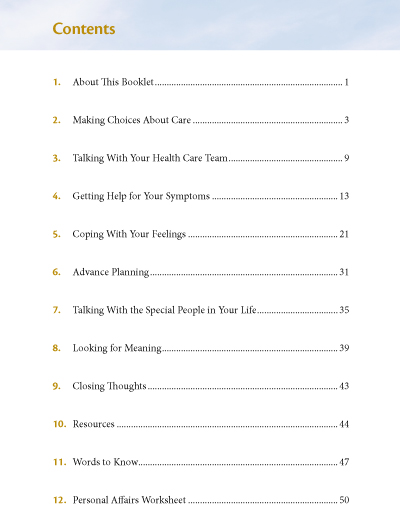 Contents
1. About This Booklet ........................................................................... 1
2. Making Choices About Care ............................................................ 3
3. Talking With Your Health Care Team .............................................. 9
4. Getting Help for Your Symptoms .................................................. 13
5. Coping With Your Feelings ............................................................ 21
6. Advance Planning ........................................................................... 31
7. Talking With the Special People in Your Life ................................ 35
8. Looking for Meaning ...................................................................... 39
9. Closing Thoughts ............................................................................ 43
10. Resources ........................................................................................ 44
11. Words to Know ................................................................................ 47
12. Personal Affairs Worksheet ............................................................ 50